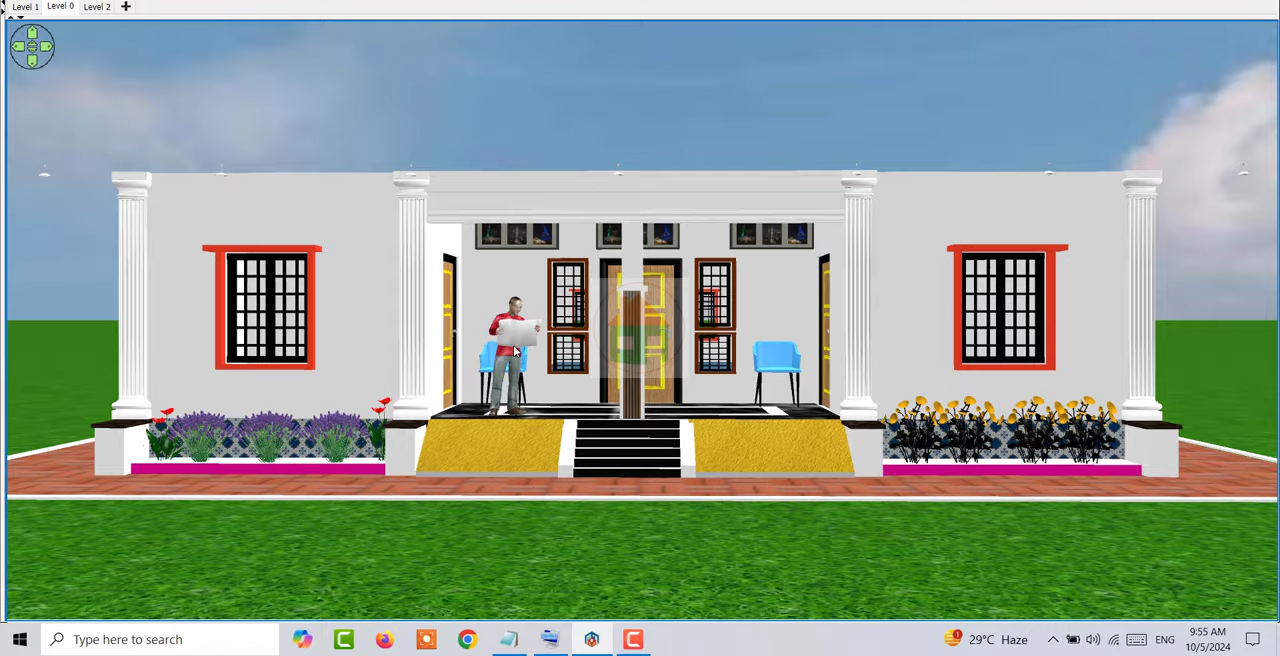 Level 1 Level 0 Level 2
Type here to search
1
29°C Haze
ENG
9:55 AM
10/5/2024